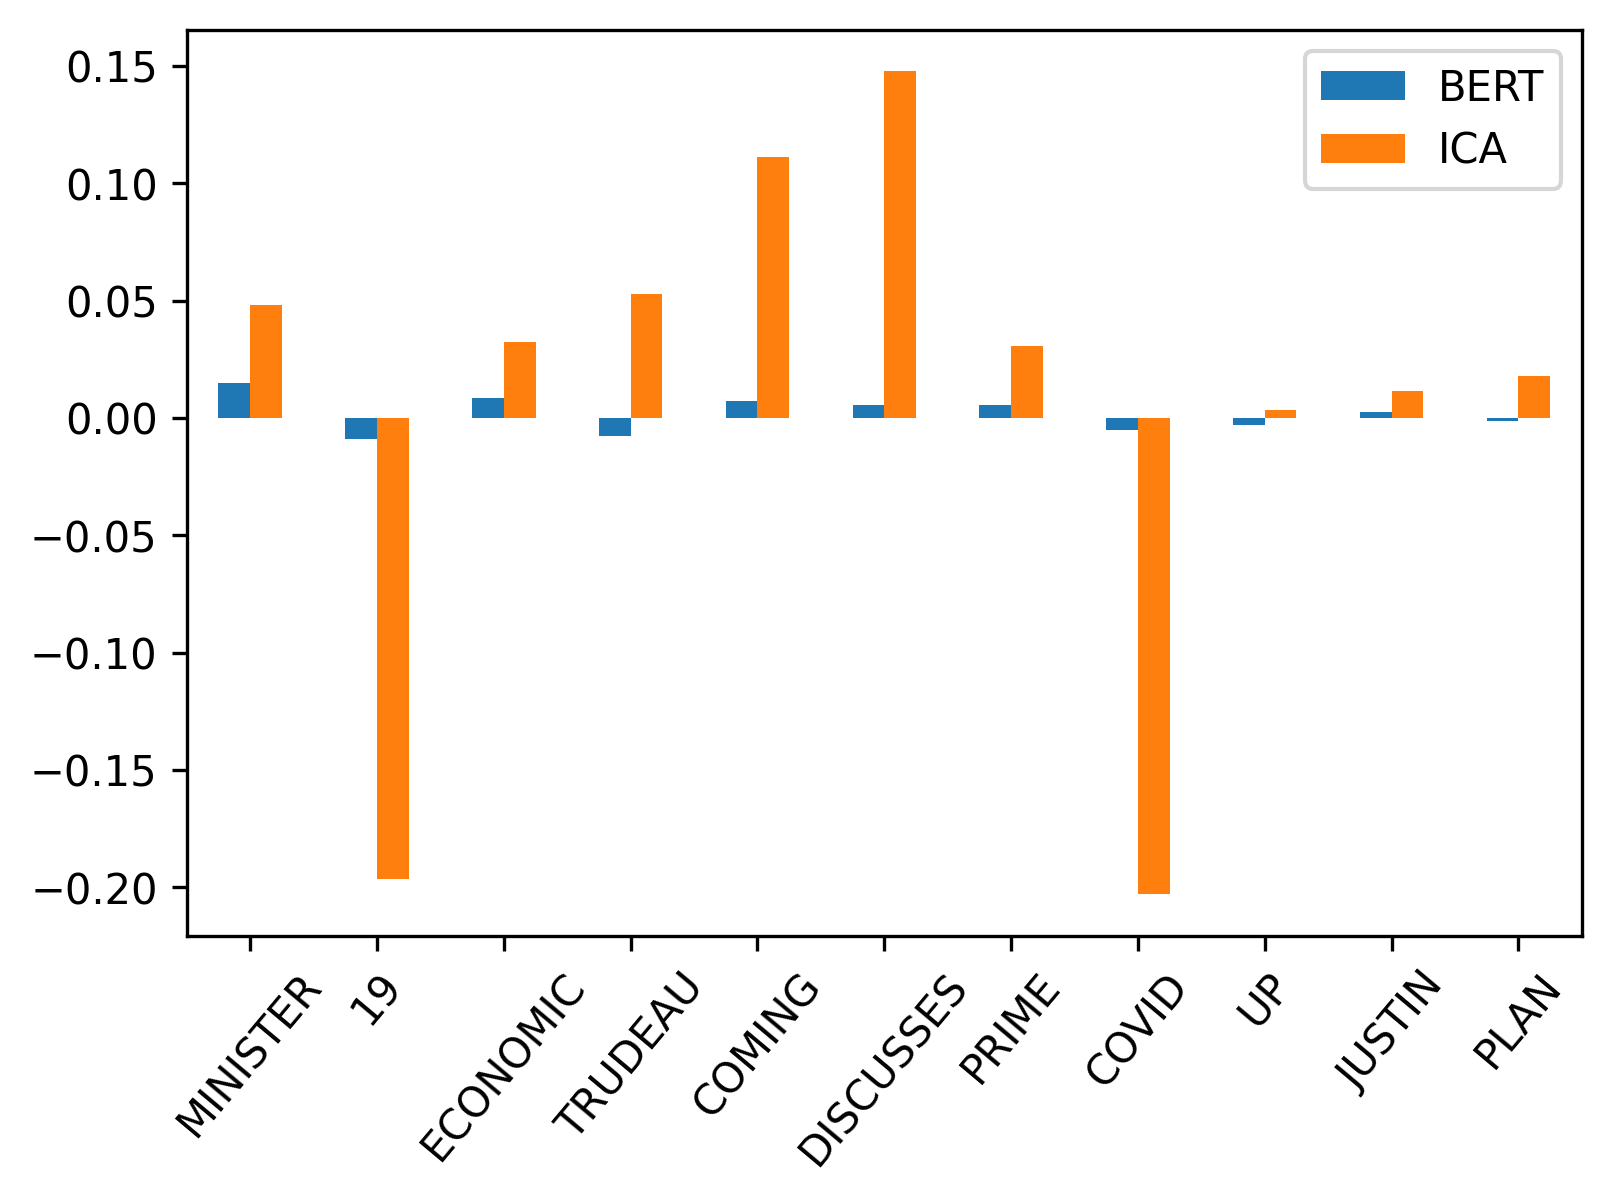 BERT
ICA
0.15
0.10
0.05
0.00
−0.05
−0.10
−0.15
−0.20
MINISTER
19
ECONOMIC
TRUDEAU
COMING
DISCUSSES
PRIME
COVID
UP
JUSTIN
PLAN